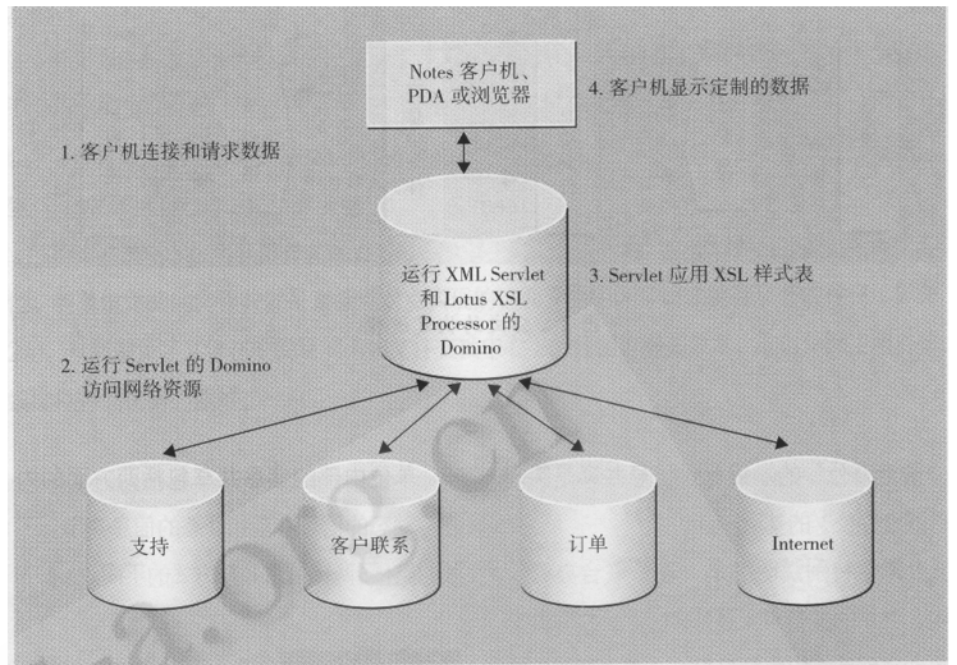 Notes 客户机、
PDA 或浏览器
4. 客户机显示定制的数据
1. 客户机连接和请求数据
运行 XML Servlet
和 Lotus XSL
Processor 的
Domino
3. Servlet 应用 XSL 样式表
2. 运行 Servlet 的 Domino
访问网络资源
支持
客户联系
订单
Internet
a.org.cn